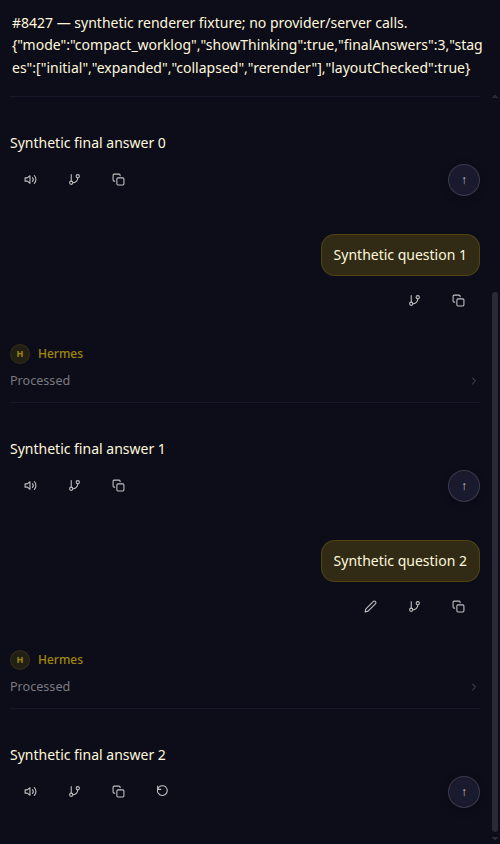 #8427 — synthetic renderer fixture; no provider/server calls.
{"mode":"compact_worklog","showThinking":true,"finalAnswers":3,"stag
es":["initial","expanded","collapsed","rerender"],"layoutChecked":true}
Synthetic final answer 0
↑
Synthetic question 1
H Hermes
Processed
Synthetic final answer 1
↑
Synthetic question 2
H Hermes
Processed
Synthetic final answer 2
↑